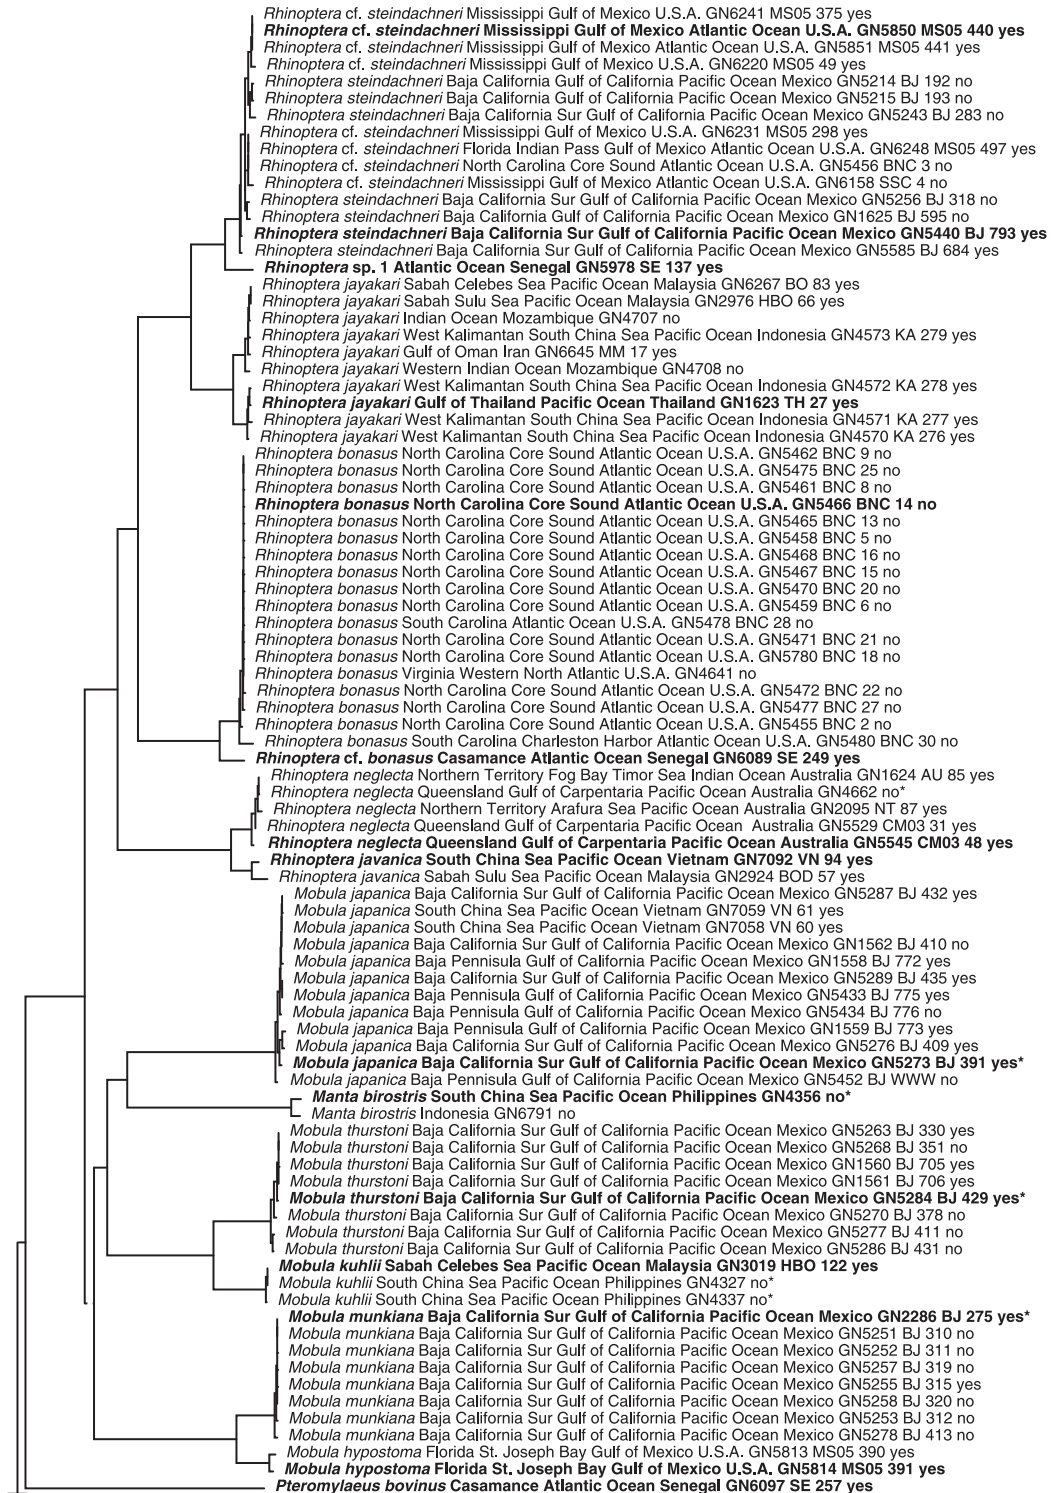 Rhinoptera cf. steindachneri Mississippi Gulf of Mexico U.S.A. GN6241 MS05 375 yes
Rhinoptera cf. steindachneri Mississippi Gulf of Mexico Atlantic Ocean U.S.A. GN5850 MS05 440 yes
Rhinoptera cf. steindachneri Mississippi Gulf of Mexico Atlantic Ocean U.S.A. GN5851 MS05 441 yes
Rhinoptera cf. steindachneri Mississippi Gulf of Mexico U.S.A. GN6220 MS05 49 yes
Rhinoptera steindachneri Baja California Gulf of California Pacific Ocean Mexico GN5214 BJ 192 no
Rhinoptera steindachneri Baja California Gulf of California Pacific Ocean Mexico GN5215 BJ 193 no
Rhinoptera steindachneri Baja California Sur Gulf of California Pacific Ocean Mexico GN5243 BJ 283 no
Rhinoptera cf. steindachneri Mississippi Gulf of Mexico U.S.A. GN6231 MS05 298 yes
Rhinoptera cf. steindachneri Florida Indian Pass Gulf of Mexico Atlantic Ocean U.S.A. GN6248 MS05 497 yes
Rhinoptera cf. steindachneri North Carolina Core Sound Atlantic Ocean U.S.A. GN5456 BNC 3 no
Rhinoptera cf. steindachneri Mississippi Gulf of Mexico Atlantic Ocean U.S.A. GN6158 SSC 4 no
Rhinoptera steindachneri Baja California Sur Gulf of California Pacific Ocean Mexico GN5256 BJ 318 no
Rhinoptera steindachneri Baja California Gulf of California Pacific Ocean Mexico GN1625 BJ 595 no
Rhinoptera steindachneri Baja California Sur Gulf of California Pacific Ocean Mexico GN5440 BJ 793 yes
Rhinoptera steindachneri Baja California Sur Gulf of California Pacific Ocean Mexico GN5585 BJ 684 yes
Rhinoptera sp. 1 Atlantic Ocean Senegal GN5978 SE 137 yes
Rhinoptera jayakari Sabah Celebes Sea Pacific Ocean Malaysia GN6267 BO 83 yes
Rhinoptera jayakari Sabah Sulu Sea Pacific Ocean Malaysia GN2976 HBO 66 yes
Rhinoptera jayakari Indian Ocean Mozambique GN4707 no
Rhinoptera jayakari West Kalimantan South China Sea Pacific Ocean Indonesia GN4573 KA 279 yes
Rhinoptera jayakari Gulf of Oman Iran GN6645 MM 17 yes
Rhinoptera jayakari Western Indian Ocean Mozambique GN4708 no
Rhinoptera jayakari West Kalimantan South China Sea Pacific Ocean Indonesia GN4572 KA 278 yes
Rhinoptera jayakari Gulf of Thailand Pacific Ocean Thailand GN1623 TH 27 yes
Rhinoptera jayakari West Kalimantan South China Sea Pacific Ocean Indonesia GN4571 KA 277 yes
Rhinoptera jayakari West Kalimantan South China Sea Pacific Ocean Indonesia GN4570 KA 276 yes
Rhinoptera bonasus North Carolina Core Sound Atlantic Ocean U.S.A. GN5462 BNC 9 no
Rhinoptera bonasus North Carolina Core Sound Atlantic Ocean U.S.A. GN5475 BNC 25 no
Rhinoptera bonasus North Carolina Core Sound Atlantic Ocean U.S.A. GN5461 BNC 8 no
Rhinoptera bonasus North Carolina Core Sound Atlantic Ocean U.S.A. GN5466 BNC 14 no
Rhinoptera bonasus North Carolina Core Sound Atlantic Ocean U.S.A. GN5465 BNC 13 no
Rhinoptera bonasus North Carolina Core Sound Atlantic Ocean U.S.A. GN5458 BNC 5 no
Rhinoptera bonasus North Carolina Core Sound Atlantic Ocean U.S.A. GN5468 BNC 16 no
Rhinoptera bonasus North Carolina Core Sound Atlantic Ocean U.S.A. GN5467 BNC 15 no
Rhinoptera bonasus North Carolina Core Sound Atlantic Ocean U.S.A. GN5470 BNC 20 no
Rhinoptera bonasus North Carolina Core Sound Atlantic Ocean U.S.A. GN5459 BNC 6 no
Rhinoptera bonasus South Carolina Atlantic Ocean U.S.A. GN5478 BNC 28 no
Rhinoptera bonasus North Carolina Core Sound Atlantic Ocean U.S.A. GN5471 BNC 21 no
Rhinoptera bonasus North Carolina Core Sound Atlantic Ocean U.S.A. GN5780 BNC 18 no
Rhinoptera bonasus Virginia Western North Atlantic U.S.A. GN4641 no
Rhinoptera bonasus North Carolina Core Sound Atlantic Ocean U.S.A. GN5472 BNC 22 no
Rhinoptera bonasus North Carolina Core Sound Atlantic Ocean U.S.A. GN5477 BNC 27 no
Rhinoptera bonasus North Carolina Core Sound Atlantic Ocean U.S.A. GN5455 BNC 2 no
Rhinoptera bonasus South Carolina Charleston Harbor Atlantic Ocean U.S.A. GN5480 BNC 30 no
Rhinoptera cf. bonasus Casamance Atlantic Ocean Senegal GN6089 SE 249 yes
Rhinoptera neglecta Northern Territory Fog Bay Timor Sea Indian Ocean Australia GN1624 AU 85 yes
Rhinoptera neglecta Queensland Gulf of Carpentaria Pacific Ocean Australia GN4662 no*
Rhinoptera neglecta Northern Territory Arafura Sea Pacific Ocean Australia GN2095 NT 87 yes
Rhinoptera neglecta Queensland Gulf of Carpentaria Pacific Ocean Australia GN5529 CM03 31 yes
Rhinoptera neglecta Queensland Gulf of Carpentaria Pacific Ocean Australia GN5545 CM03 48 yes
Rhinoptera javanica South China Sea Pacific Ocean Vietnam GN7092 VN 94 yes
Rhinoptera javanica Sabah Sulu Sea Pacific Ocean Malaysia GN2924 BOD 57 yes
Mobula japanica Baja California Sur Gulf of California Pacific Ocean Mexico GN5287 BJ 432 yes
Mobula japanica South China Sea Pacific Ocean Vietnam GN7059 VN 61 yes
Mobula japanica South China Sea Pacific Ocean Vietnam GN7058 VN 60 yes
Mobula japanica Baja California Sur Gulf of California Pacific Ocean Mexico GN1562 BJ 410 no
Mobula japanica Baja Pennisula Gulf of California Pacific Ocean Mexico GN1558 BJ 772 yes
Mobula japanica Baja California Sur Gulf of California Pacific Ocean Mexico GN5289 BJ 435 yes
Mobula japanica Baja Pennisula Gulf of California Pacific Ocean Mexico GN5433 BJ 775 yes
Mobula japanica Baja Pennisula Gulf of California Pacific Ocean Mexico GN5434 BJ 776 no
Mobula japanica Baja Pennisula Gulf of California Pacific Ocean Mexico GN1559 BJ 773 yes
Mobula japanica Baja California Sur Gulf of California Pacific Ocean Mexico GN5276 BJ 409 yes
Mobula japanica Baja California Sur Gulf of California Pacific Ocean Mexico GN5273 BJ 391 yes*
Mobula japanica Baja Pennisula Gulf of California Pacific Ocean Mexico GN5452 BJ WWW no
Manta birostris South China Sea Pacific Ocean Philippines GN4356 no*
Manta birostris Indonesia GN6791 no
Mobula thurstoni Baja California Sur Gulf of California Pacific Ocean Mexico GN5263 BJ 330 yes
Mobula thurstoni Baja California Sur Gulf of California Pacific Ocean Mexico GN5268 BJ 351 no
Mobula thurstoni Baja California Sur Gulf of California Pacific Ocean Mexico GN1560 BJ 705 yes
Mobula thurstoni Baja California Sur Gulf of California Pacific Ocean Mexico GN1561 BJ 706 yes
Mobula thurstoni Baja California Sur Gulf of California Pacific Ocean Mexico GN5284 BJ 429 yes*
Mobula thurstoni Baja California Sur Gulf of California Pacific Ocean Mexico GN5270 BJ 378 no
Mobula thurstoni Baja California Sur Gulf of California Pacific Ocean Mexico GN5277 BJ 411 no
Mobula thurstoni Baja California Sur Gulf of California Pacific Ocean Mexico GN5286 BJ 431 no
Mobula kuhlii Sabah Celebes Sea Pacific Ocean Malaysia GN3019 HBO 122 yes
Mobula kuhlii South China Sea Pacific Ocean Philippines GN4327 no*
Mobula kuhlii South China Sea Pacific Ocean Philippines GN4337 no*
Mobula munkiana Baja California Sur Gulf of California Pacific Ocean Mexico GN2286 BJ 275 yes*
Mobula munkiana Baja California Sur Gulf of California Pacific Ocean Mexico GN5251 BJ 310 no
Mobula munkiana Baja California Sur Gulf of California Pacific Ocean Mexico GN5252 BJ 311 no
Mobula munkiana Baja California Sur Gulf of California Pacific Ocean Mexico GN5257 BJ 319 no
Mobula munkiana Baja California Sur Gulf of California Pacific Ocean Mexico GN5255 BJ 315 yes
Mobula munkiana Baja California Sur Gulf of California Pacific Ocean Mexico GN5258 BJ 320 no
Mobula munkiana Baja California Sur Gulf of California Pacific Ocean Mexico GN5253 BJ 312 no
Mobula munkiana Baja California Sur Gulf of California Pacific Ocean Mexico GN5278 BJ 413 no
Mobula hypostoma Florida St. Joseph Bay Gulf of Mexico U.S.A. GN5813 MS05 390 yes
Mobula hypostoma Florida St. Joseph Bay Gulf of Mexico U.S.A. GN5814 MS05 391 yes
Pteromylaeus bovinus Casamance Atlantic Ocean Senegal GN6097 SE 257 yes